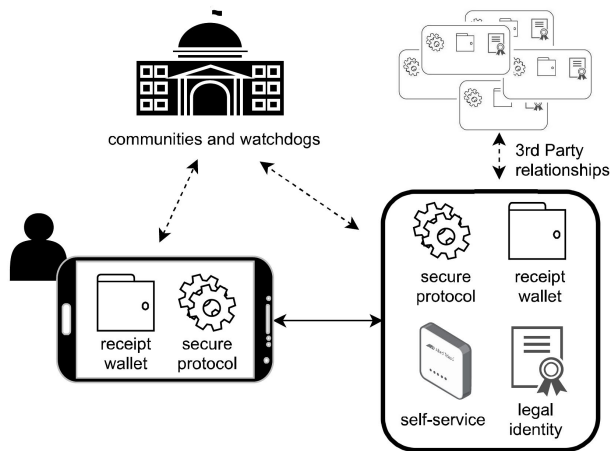 communities and watchdogs
3rd Party
relationships
receipt
wallet
secure
protocol
secure
protocol
receipt
wallet
self-service
legal
identity